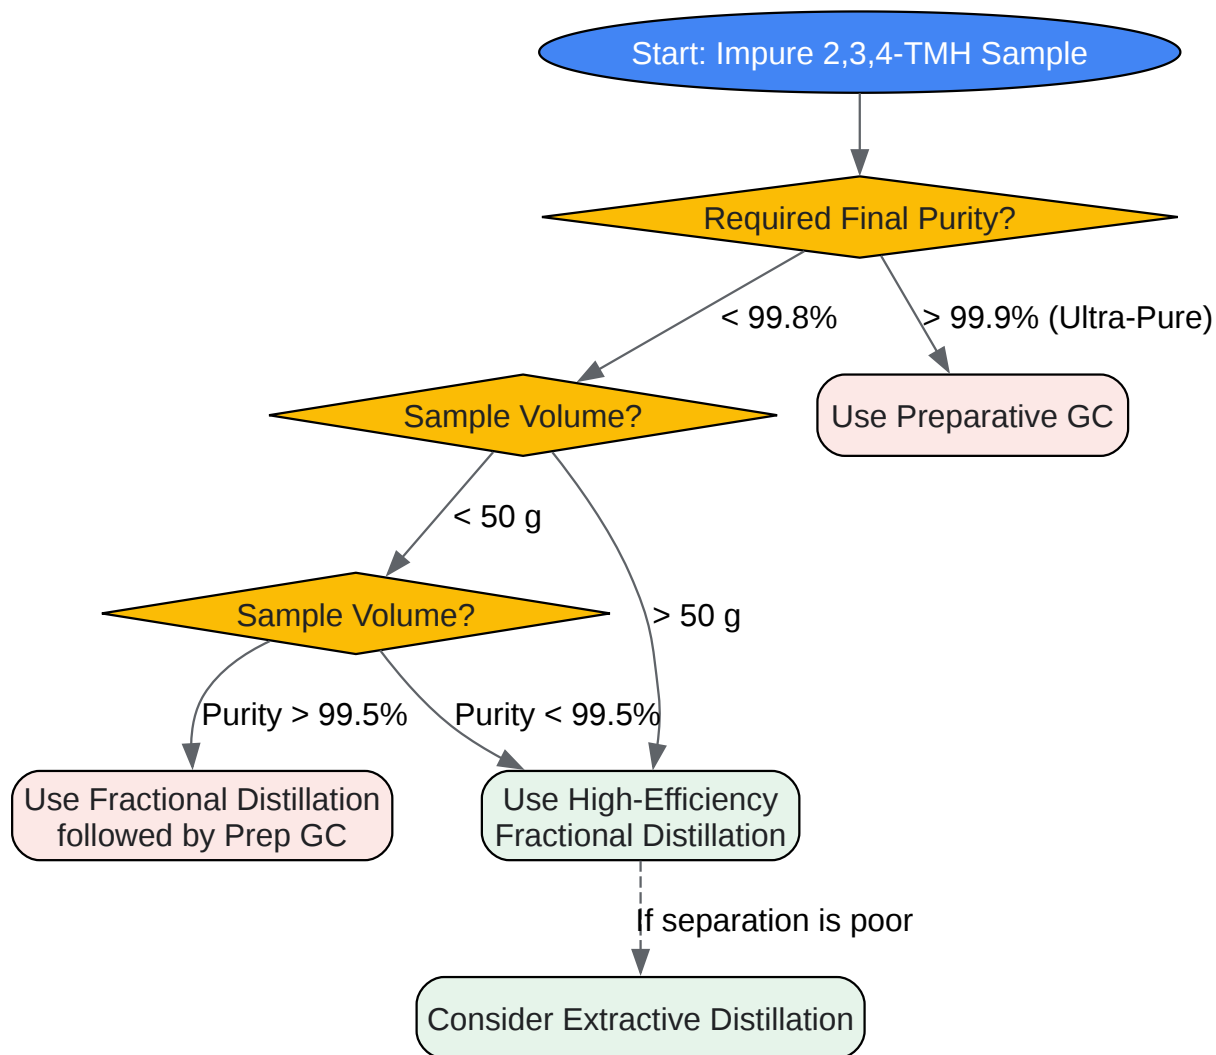 Start: Impure 2,3,4-TMH Sample
Required Final Purity?
< 99.8%
> 99.9% (Ultra-Pure)
Sample Volume?
Use Preparative GC
< 50 g
Sample Volume?
> 50 g
Purity > 99.5%
Purity < 99.5%
Use Fractional Distillation
followed by Prep GC
Use High-Efficiency
Fractional Distillation
If separation is poor
Consider Extractive Distillation